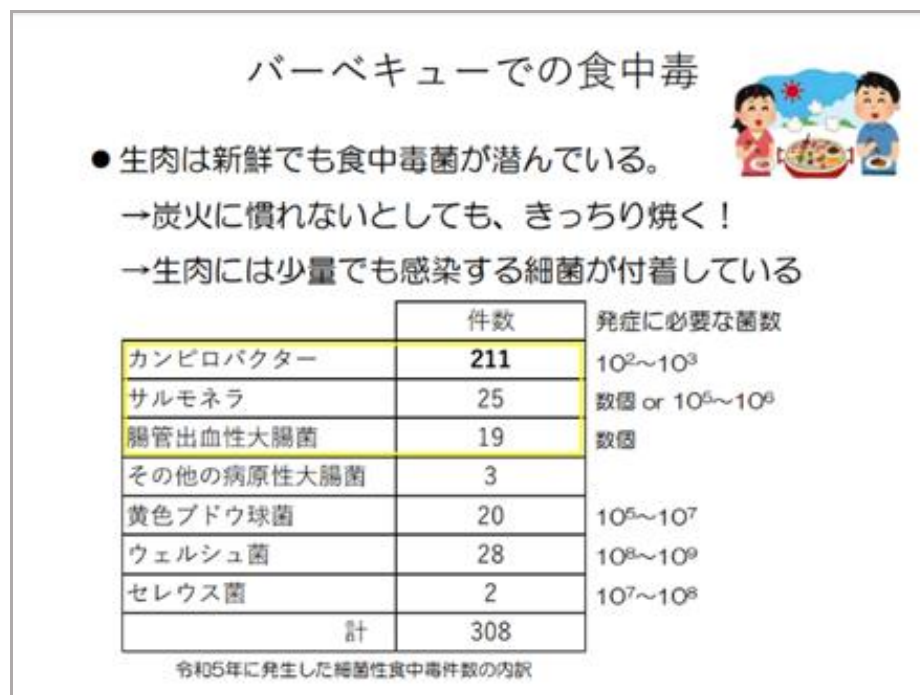 バーベキューでの食中毒
●生肉は新鮮でも食中毒菌が潜んでいる。
→炭火に慣れないとしても、きっちり焼く！
→生肉には少量でも感染する細菌が付着している
件数 発症に必要な菌数
カンピロバクター 211 10²～10³
サルモネラ 25 数個 or 10⁵～10⁶
腸管出血性大腸菌 19 数個
その他の病原性大腸菌 3
黄色ブドウ球菌 20 10⁵～10⁷
ウェルシュ菌 28 10⁸～10⁹
セレウス菌 2 10⁷～10⁸
計 308
令和5年に発生した細菌性食中毒件数の内訳